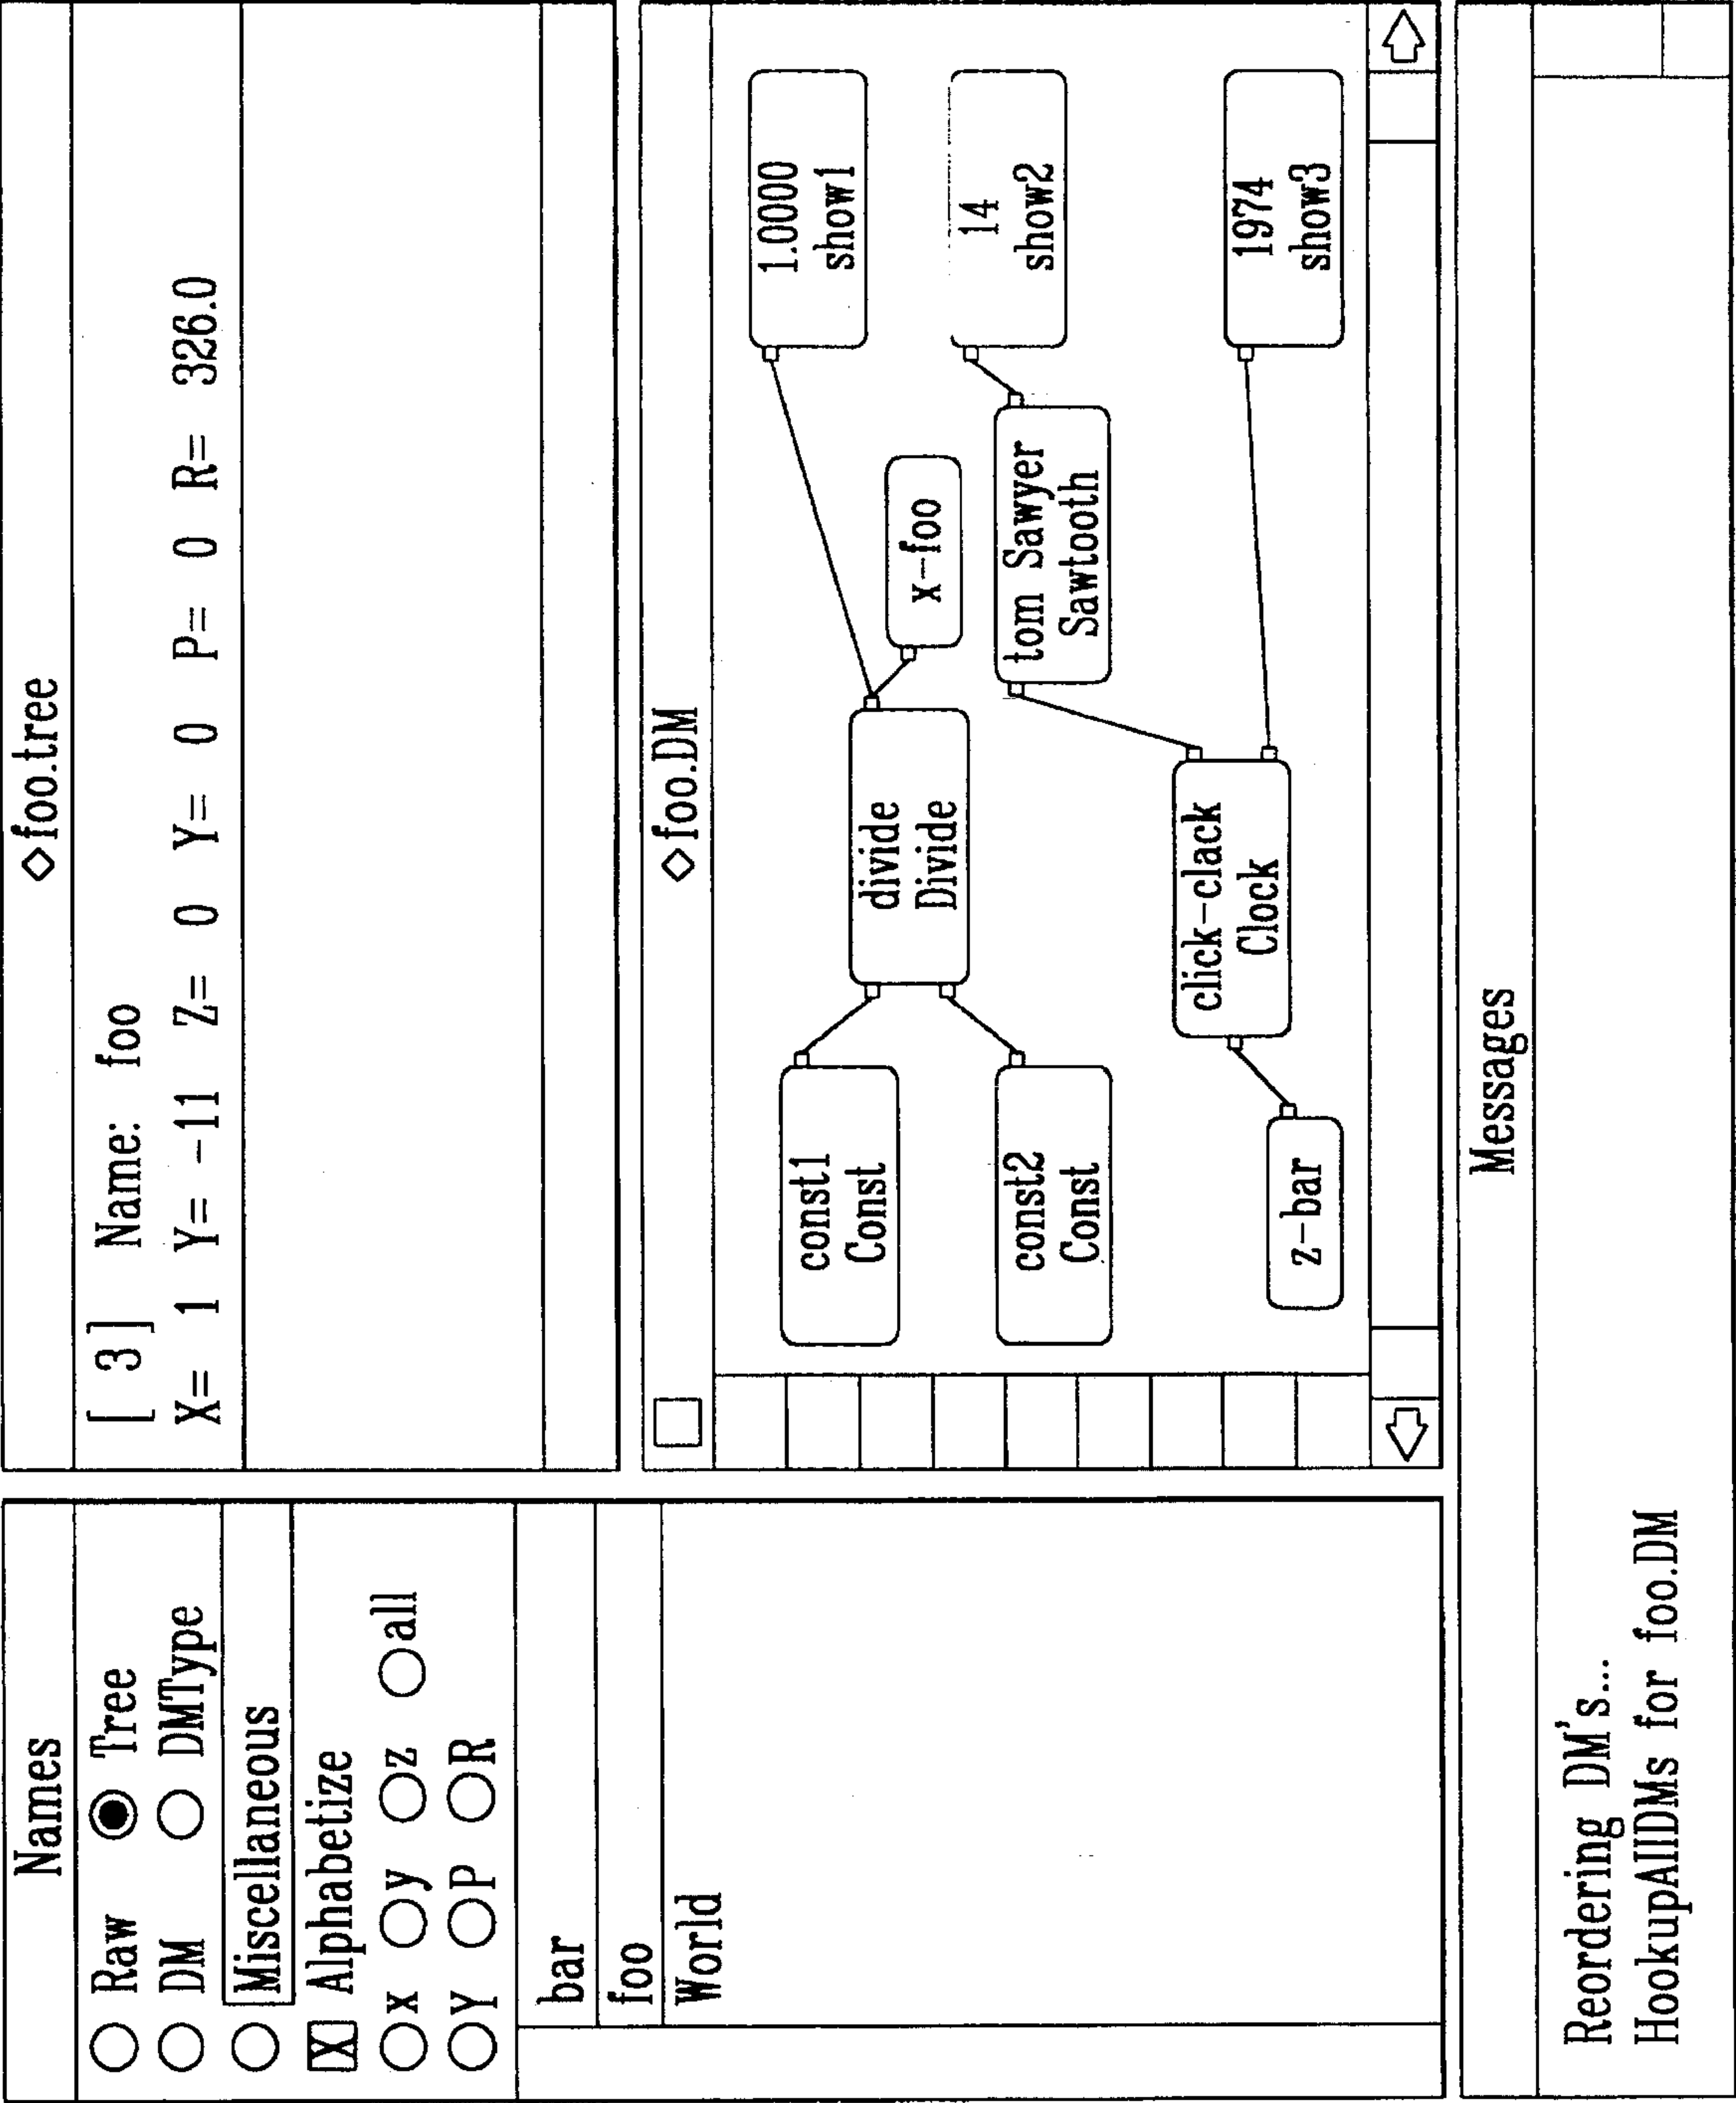 Names
Raw Tree
DM DMType
Miscellaneous
[X] Alphabetize
x y z all
Y P R
bar
foo
World
◇foo.tree
[ 3 ] Name: foo
X= 1 Y= -11 Z= 0 Y= 0 P= 0 R= 326.0
◇foo.DM
const1
Const
const2
Const
z-bar
divide
Divide
click-clack
Clock
x-foo
tom Sawyer
Sawtooth
1.0000
show1
14
show2
1974
show3
Messages
Reordering DM's...
HookupAllDMs for foo.DM